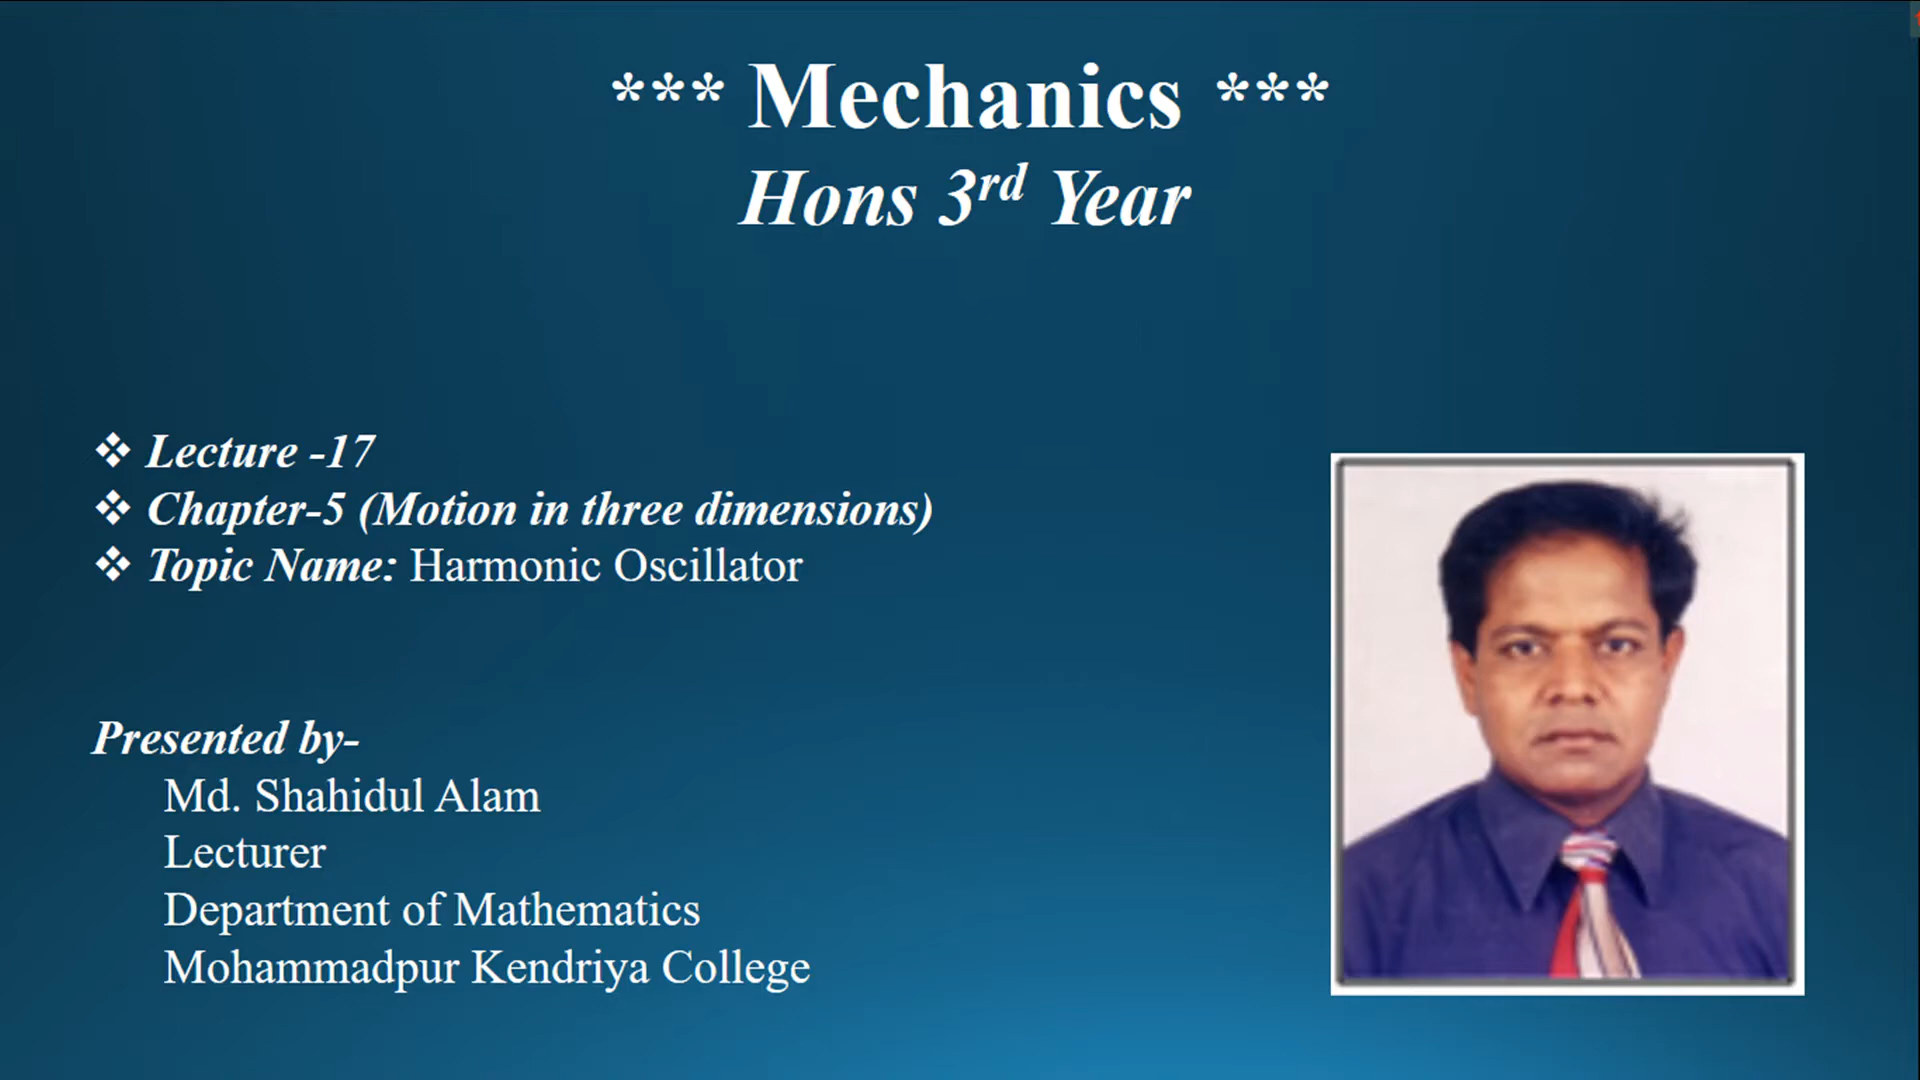 *** Mechanics ***
Hons 3rd Year
❖ Lecture -17
❖ Chapter-5 (Motion in three dimensions)
❖ Topic Name: Harmonic Oscillator
Presented by-
Md. Shahidul Alam
Lecturer
Department of Mathematics
Mohammadpur Kendriya College